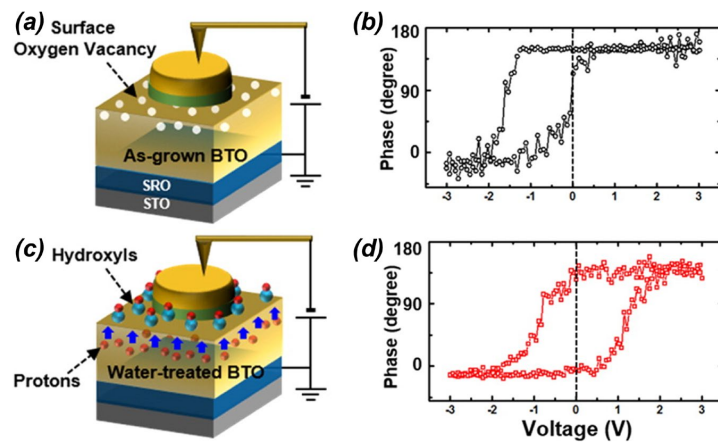 (a)
Surface
Oxygen Vacancy
As-grown BTO
SRO
STO
(b)
Phase (degree)
180
90
0
-3 -2 -1 0 1 2 3
(c)
Hydroxyls
Protons
Water-treated BTO
(d)
Phase (degree)
180
90
0
-3 -2 -1 0 1 2 3
Voltage (V)